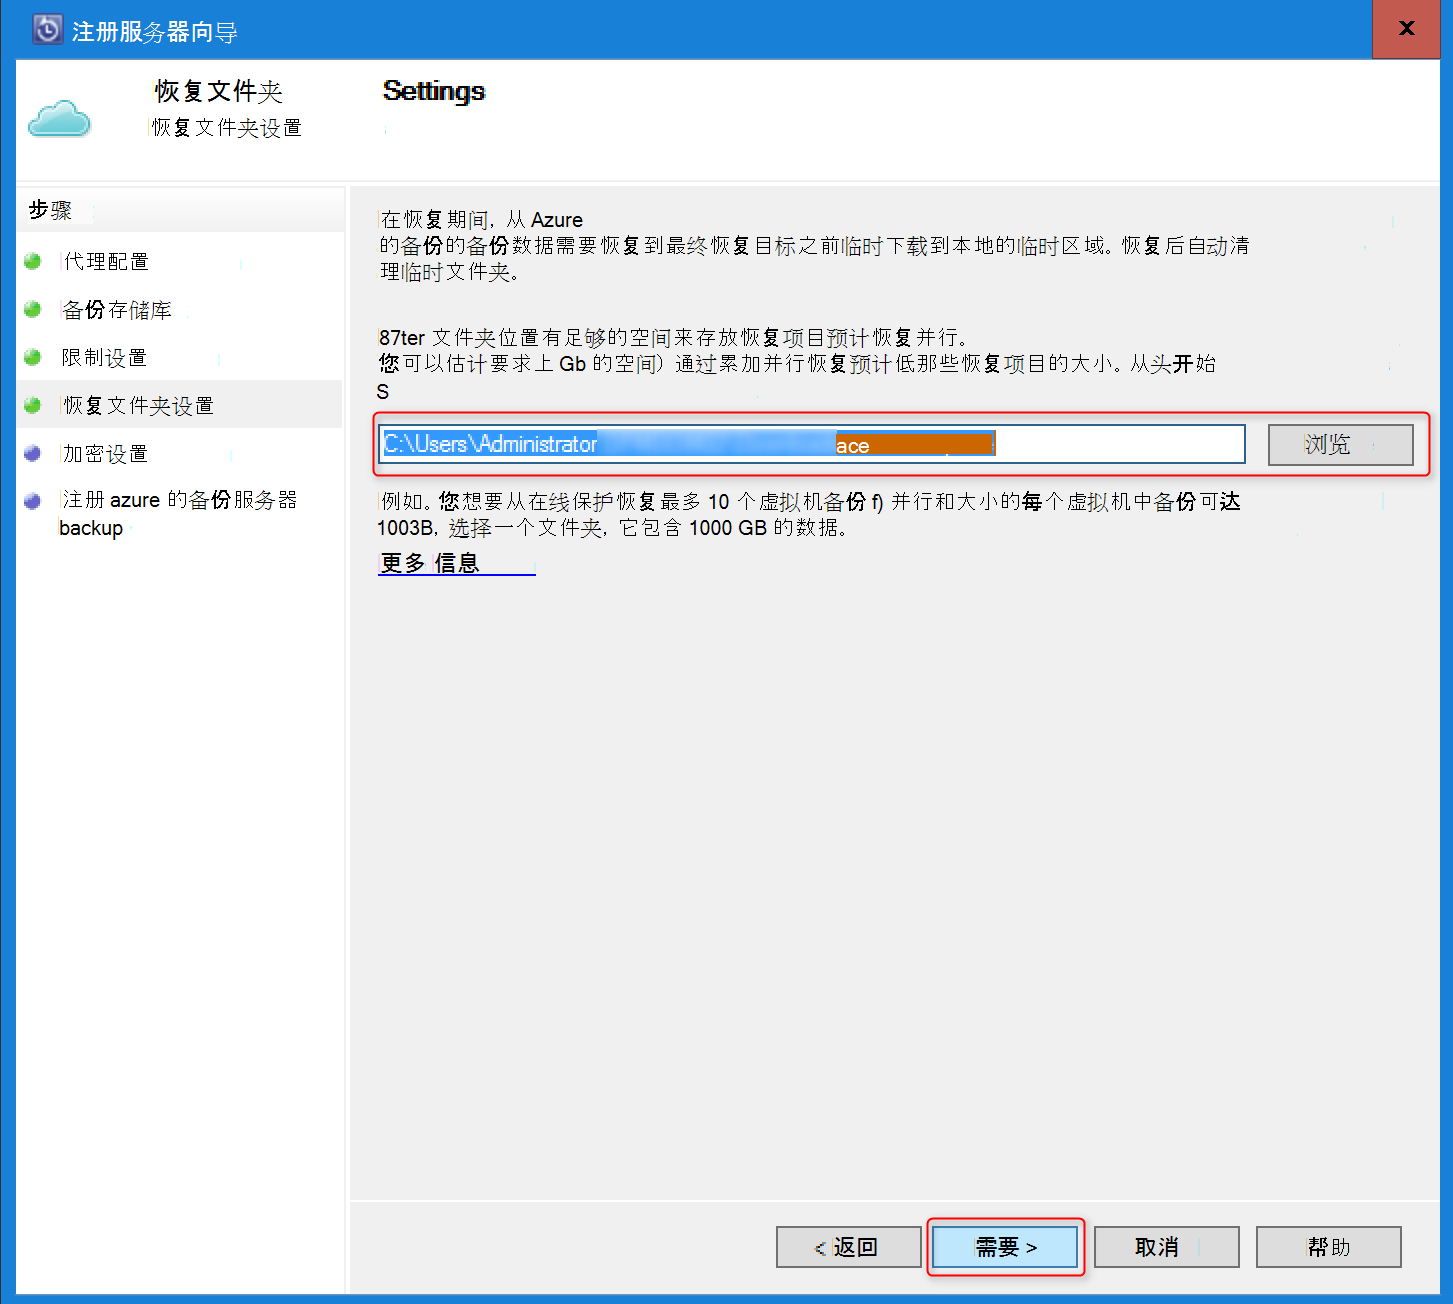 注册服务器向导
x
恢复文件夹
Settings
恢复文件夹设置
步骤
代理配置
备份存储库
限制设置
恢复文件夹设置
加密设置
注册 azure 的备份服务器
backup
在恢复期间, 从 Azure
的备份的备份数据需要恢复到最终恢复目标之前临时下载到本地的临时区域。恢复后自动清
理临时文件夹。
87ter 文件夹位置有足够的空间来存放恢复项目预计恢复并行。
您可以估计要求上 Gb 的空间) 通过累加并行恢复预计低那些恢复项目的大小。从头开始
S
C:\Users\Administrator ace
浏览
例如。您想要从在线保护恢复最多 10 个虚拟机备份 f) 并行和大小的每个虚拟机中备份可达
1003B, 选择一个文件夹, 它包含 1000 GB 的数据。
更多 信息
< 返回
需要 >
取消
帮助